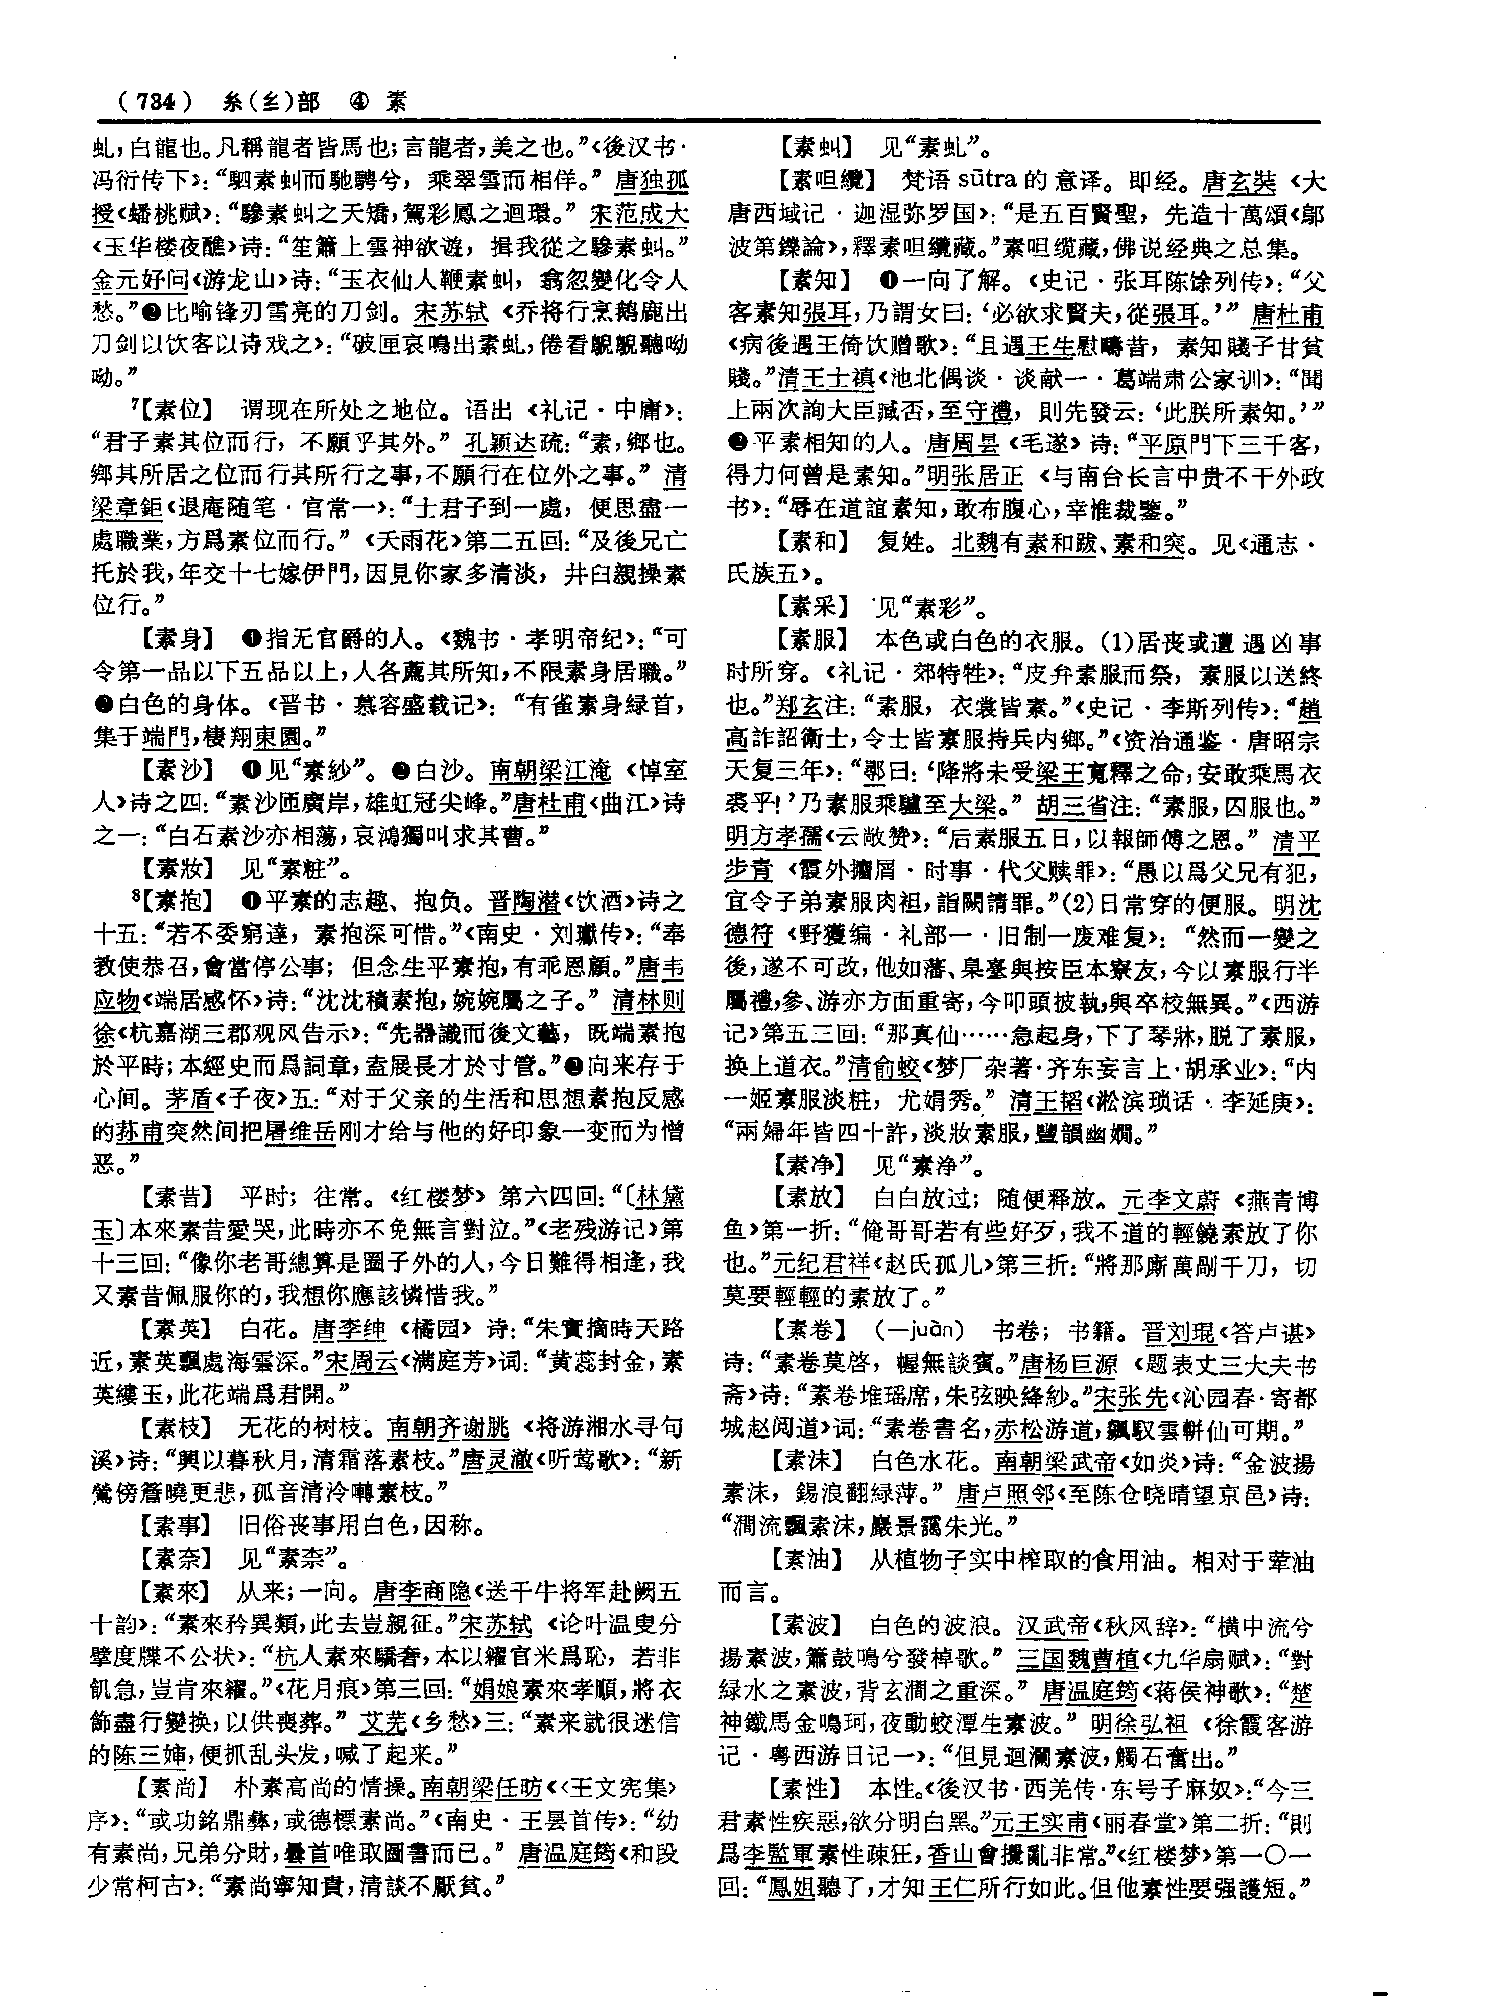 （734） 糸(纟)部 ④ 素
虬，白龍也。凡稱龍者皆馬也；言龍者，美之也。”《後汉书·
冯衍传下》：“駟素虯而馳騁兮，乘翠雲而相佯。”唐独孤
授《蟠桃赋》：“驂素虯之夭矯，駕彩鳳之迴環。”宋范成大
《玉华楼夜醮》诗：“笙簫上雲神欲遊，揖我從之驂素虯。”
金元好问《游龙山》诗：“玉衣仙人鞭素虯，翕忽變化令人
愁。”❷比喻锋刃雪亮的刀剑。宋苏轼《乔将行烹鹅鹿出
刀剑以饮客以诗戏之》：“破匣哀鳴出素虬，倦看鶂鶂聽呦
呦。”
7【素位】 谓现在所处之地位。语出《礼记·中庸》：
“君子素其位而行，不願乎其外。”孔颖达疏：“素，鄉也。
鄉其所居之位而行其所行之事，不願行在位外之事。”清
梁章鉅《退庵随笔·官常一》：“士君子到一處，便思盡一
處職業，方爲素位而行。”《天雨花》第二五回：“及後兄亡
托於我，年交十七嫁伊門，因見你家多清淡，井臼親操素
位行。”
【素身】 ❶指无官爵的人。《魏书·孝明帝纪》：“可
令第一品以下五品以上，人各薦其所知，不限素身居職。”
❷白色的身体。《晋书·慕容盛载记》：“有雀素身緑首，
集于端門，棲翔東園。”
【素沙】 ❶见“素紗”。❷白沙。南朝梁江淹《悼室
人》诗之四：“素沙匝廣岸，雄虹冠尖峰。”唐杜甫《曲江》诗
之一：“白石素沙亦相蕩，哀鴻獨叫求其曹。”
【素妝】 见“素粧”。
8【素抱】 ❶平素的志趣、抱负。晋陶潜《饮酒》诗之
十五：“若不委窮達，素抱深可惜。”《南史·刘瓛传》：“奉
教使恭召，會當停公事；但念生平素抱，有乖恩顧。”唐韦
应物《端居感怀》诗：“沈沈積素抱，婉婉屬之子。”清林则
徐《杭嘉湖三郡观风告示》：“先器識而後文藝，既端素抱
於平時；本經史而爲詞章，盍展長才於寸管。”❷向来存于
心间。茅盾《子夜》五：“对于父亲的生活和思想素抱反感
的荪甫突然间把屠维岳刚才给与他的好印象一变而为憎
恶。”
【素昔】 平时；往常。《红楼梦》第六四回：“〔林黛
玉〕本來素昔愛哭，此時亦不免無言對泣。”《老残游记》第
十三回：“像你老哥總算是圈子外的人，今日難得相逢，我
又素昔佩服你的，我想你應該憐惜我。”
【素英】 白花。唐李绅《橘园》诗：“朱實摘時天路
近，素英飄處海雲深。”宋周云《满庭芳》词：“黄蕊封金，素
英縷玉，此花端爲君開。”
【素枝】 无花的树枝。南朝齐谢朓《将游湘水寻句
溪》诗：“興以暮秋月，清霜落素枝。”唐灵澈《听莺歌》：“新
鶯傍簷曉更悲，孤音清泠囀素枝。”
【素事】 旧俗丧事用白色，因称。
【素奈】 见“素柰”。
【素來】 从来；一向。唐李商隐《送千牛将军赴阙五
十韵》：“素來矜異類，此去豈親征。”宋苏轼《论叶温叟分
擘度牒不公状》：“杭人素來驕奢，本以糴官米爲恥，若非
飢急，豈肯來糴。”《花月痕》第三回：“娟娘素來孝順，將衣
飾盡行變换，以供喪葬。”艾芜《乡愁》三：“素来就很迷信
的陈三婶，便抓乱头发，喊了起来。”
【素尚】 朴素高尚的情操。南朝梁任昉《〈王文宪集〉
序》：“或功銘鼎彝，或德標素尚。”《南史·王昙首传》：“幼
有素尚，兄弟分財，曇首唯取圖書而已。”唐温庭筠《和段
少常柯古》：“素尚寧知貴，清談不厭貧。”
【素虯】 见“素虬”。
【素呾纜】 梵语sūtra的意译。即经。唐玄奘《大
唐西域记·迦湿弥罗国》：“是五百賢聖，先造十萬頌《鄔
波第鑠論》，釋素呾纜藏。”素呾缆藏，佛说经典之总集。
【素知】 ❶一向了解。《史记·张耳陈馀列传》：“父
客素知張耳，乃謂女曰：‘必欲求賢夫，從張耳。’”唐杜甫
《病後遇王倚饮赠歌》：“且遇王生慰疇昔，素知賤子甘貧
賤。”清王士禛《池北偶谈·谈献一·葛端肃公家训》：“聞
上兩次詢大臣臧否，至守禮，則先發云：‘此朕所素知。’”
❷平素相知的人。唐周昙《毛遂》诗：“平原門下三千客，
得力何曾是素知。”明张居正《与南台长言中贵不干外政
书》：“辱在道誼素知，敢布腹心，幸惟裁鑒。”
【素和】 复姓。北魏有素和跋、素和突。见《通志·
氏族五》。
【素采】 见“素彩”。
【素服】 本色或白色的衣服。(1)居丧或遭遇凶事
时所穿。《礼记·郊特牲》：“皮弁素服而祭，素服以送終
也。”郑玄注：“素服，衣裳皆素。”《史记·李斯列传》：“趙
高詐詔衛士，令士皆素服持兵内鄉。”《资治通鉴·唐昭宗
天复三年》：“鄩曰：‘降將未受梁王寬釋之命，安敢乘馬衣
裘乎！’乃素服乘驢至大梁。”胡三省注：“素服，囚服也。”
明方孝孺《云敞赞》：“后素服五日，以報師傅之恩。”清平
步青《霞外攟屑·时事·代父赎罪》：“愚以爲父兄有犯，
宜令子弟素服肉袒，詣闕請罪。”(2)日常穿的便服。明沈
德符《野獲编·礼部一·旧制一废难复》：“然而一變之
後，遂不可改，他如藩、臬臺與按臣本寮友，今以素服行半
屬禮，參、游亦方面重寄，今叩頭披執，與卒校無異。”《西游
记》第五三回：“那真仙……急起身，下了琴牀，脱了素服，
换上道衣。”清俞蛟《梦厂杂著·齐东妄言上·胡承业》：“内
一姬素服淡粧，尤娟秀。”清王韬《淞滨琐话·李延庚》：
“兩婦年皆四十許，淡妝素服，豐韻幽嫺。”
【素净】 见“素淨”。
【素放】 白白放过；随便释放。元李文蔚《燕青博
鱼》第一折：“俺哥哥若有些好歹，我不道的輕饒素放了你
也。”元纪君祥《赵氏孤儿》第三折：“將那廝萬剮千刀，切
莫要輕輕的素放了。”
【素卷】（—juàn） 书卷；书籍。晋刘琨《答卢谌》
诗：“素卷莫啓，幄無談賓。”唐杨巨源《题表丈三大夫书
斋》诗：“素卷堆瑶席，朱弦映絳紗。”宋张先《沁园春·寄都
城赵阅道》词：“素卷書名，赤松游道，飆馭雲軿仙可期。”
【素沫】 白色水花。南朝梁武帝《如炎》诗：“金波揚
素沫，錫浪翻緑萍。”唐卢照邻《至陈仓晓晴望京邑》诗：
“澗流飄素沫，巖景靄朱光。”
【素油】 从植物子实中榨取的食用油。相对于荤油
而言。
【素波】 白色的波浪。汉武帝《秋风辞》：“横中流兮
揚素波，簫鼓鳴兮發棹歌。”三国魏曹植《九华扇赋》：“對
緑水之素波，背玄澗之重深。”唐温庭筠《蒋侯神歌》：“楚
神鐵馬金鳴珂，夜動蛟潭生素波。”明徐弘祖《徐霞客游
记·粤西游日记一》：“但見迴瀾素波，觸石奮出。”
【素性】 本性。《後汉书·西羌传·东号子麻奴》：“今三
君素性疾惡，欲分明白黑。”元王实甫《丽春堂》第二折：“則
爲李監軍素性疎狂，香山會攪亂非常。”《红楼梦》第一〇一
回：“鳳姐聽了，才知王仁所行如此。但他素性要强護短。”